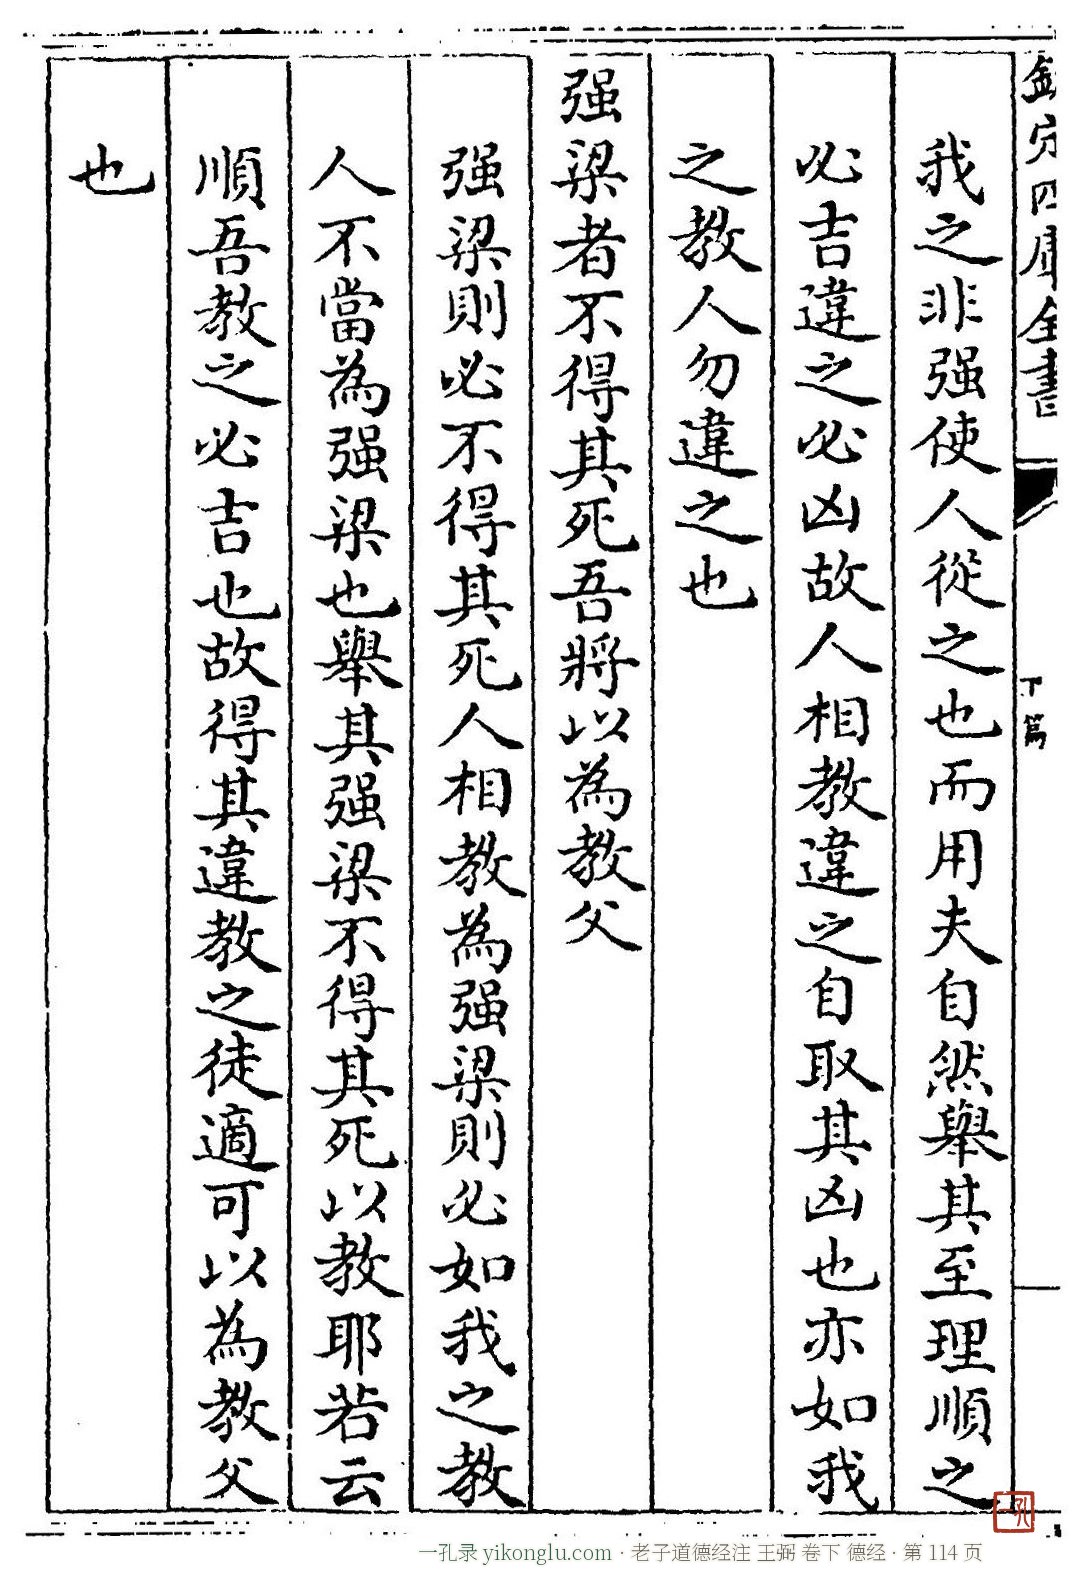 欽定四庫全書
下篇
我之非强使人從之也而用夫自然舉其至理順之
必吉違之必凶故人相教違之自取其凶也亦如我
之教人勿違之也
强梁者不得其死吾將以為教父
强梁則必不得其死人相教為强梁則必如我之教
人不當為强梁也舉其强梁不得其死以教耶若云
順吾教之必吉也故得其違教之徒適可以為教父
也
一孔
一孔录 yikonglu.com · 老子道德经注 王弼 卷下 德经 · 第 114 页